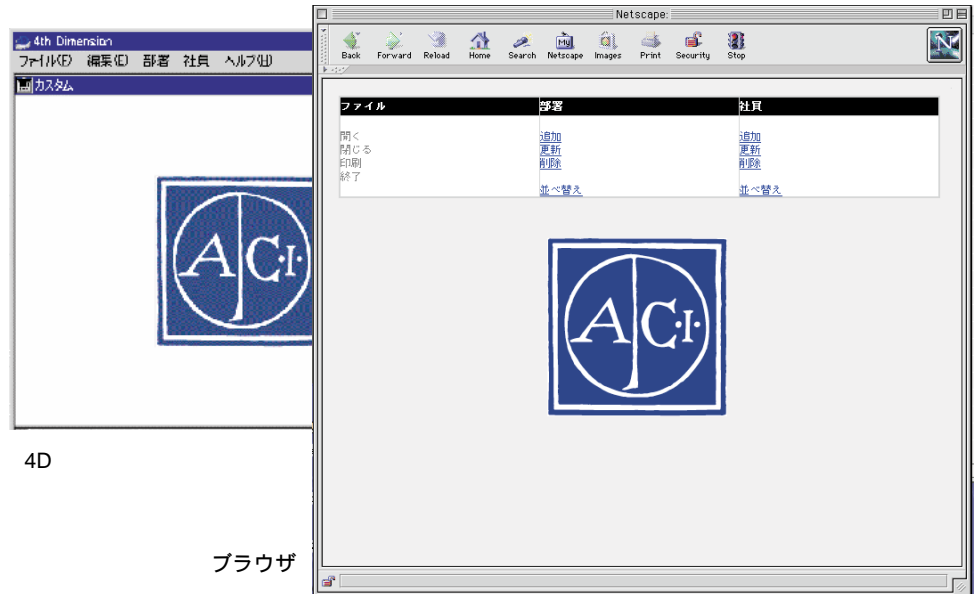 4th Dimension
ファイル(F) 編集(E) 部署 社員 ヘルプ(H)
カスタム
A C·I·
4D
ブラウザ
Netscape:
Back Forward Reload Home Search Netscape Images Print Security Stop
My
N
ファイル 部署 社員
開く 追加 追加
閉じる 更新 更新
印刷 削除 削除
終了
並べ替え 並べ替え
A C·I·